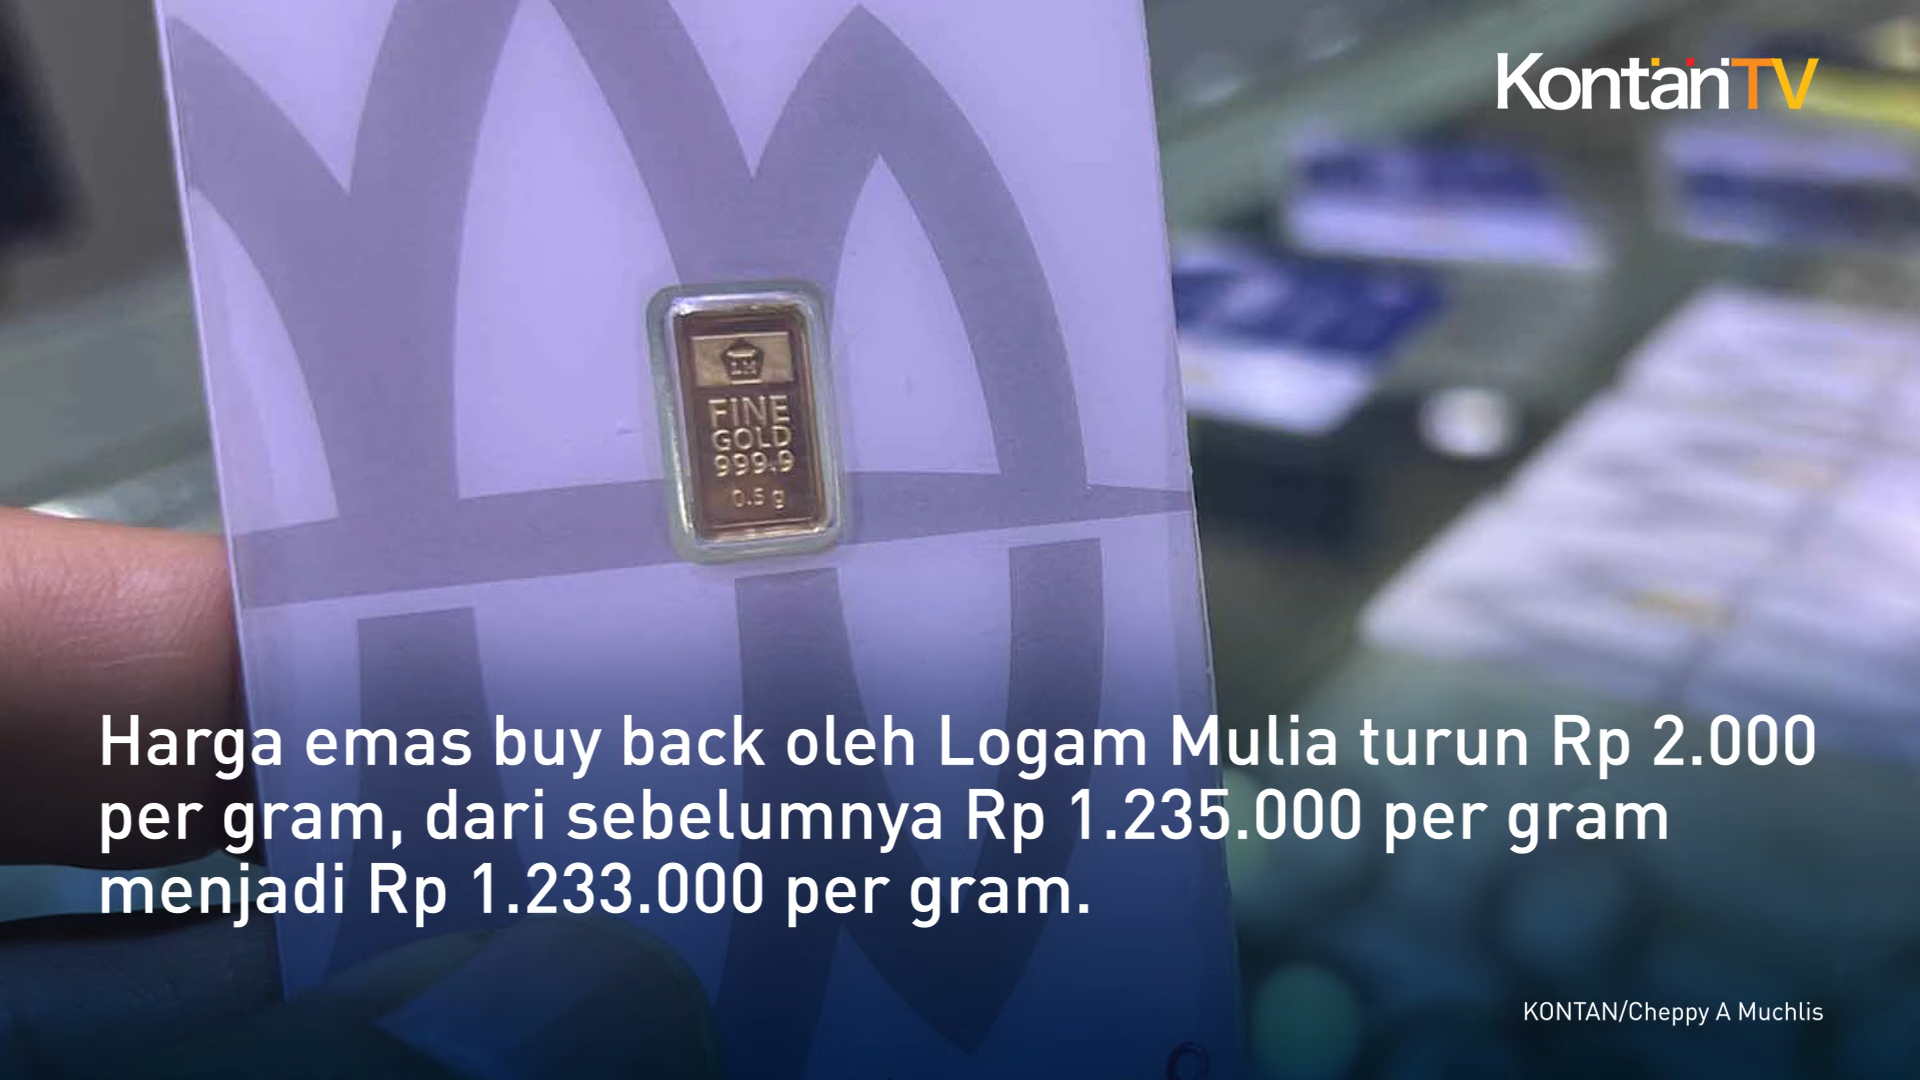 KontanTV
LM
FINE
GOLD
999.9
0.5 g
Harga emas buy back oleh Logam Mulia turun Rp 2.000
per gram, dari sebelumnya Rp 1.235.000 per gram
menjadi Rp 1.233.000 per gram.
KONTAN/Cheppy A Muchlis